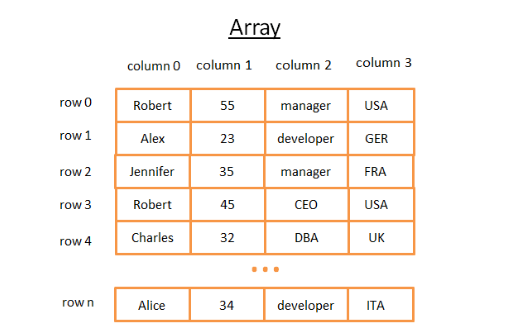 Array
column 0 column 1 column 2 column 3
row 0 Robert 55 manager USA
row 1 Alex 23 developer GER
row 2 Jennifer 35 manager FRA
row 3 Robert 45 CEO USA
row 4 Charles 32 DBA UK
...
row n Alice 34 developer ITA